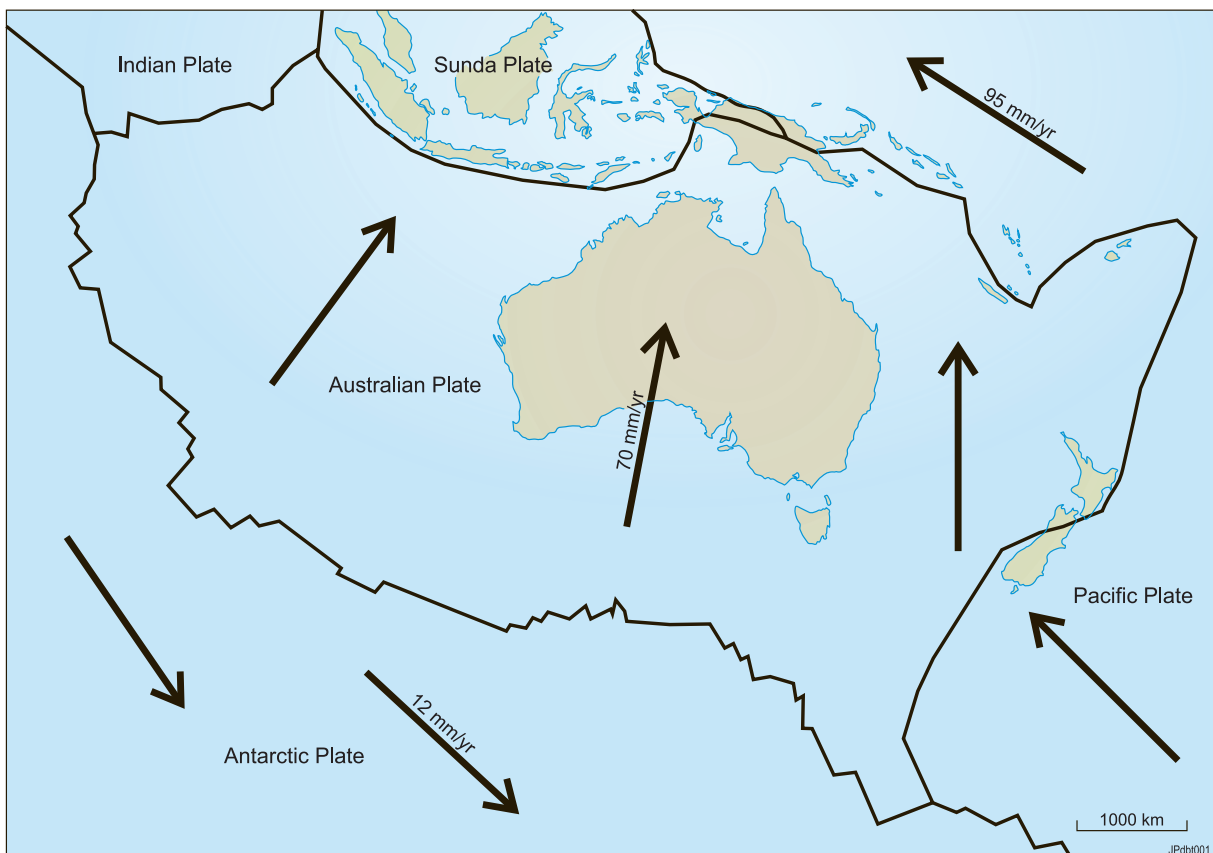 Indian Plate
Sunda Plate
95 mm/yr
Australian Plate
70 mm/yr
Pacific Plate
12 mm/yr
Antarctic Plate
1000 km
JPdbt001